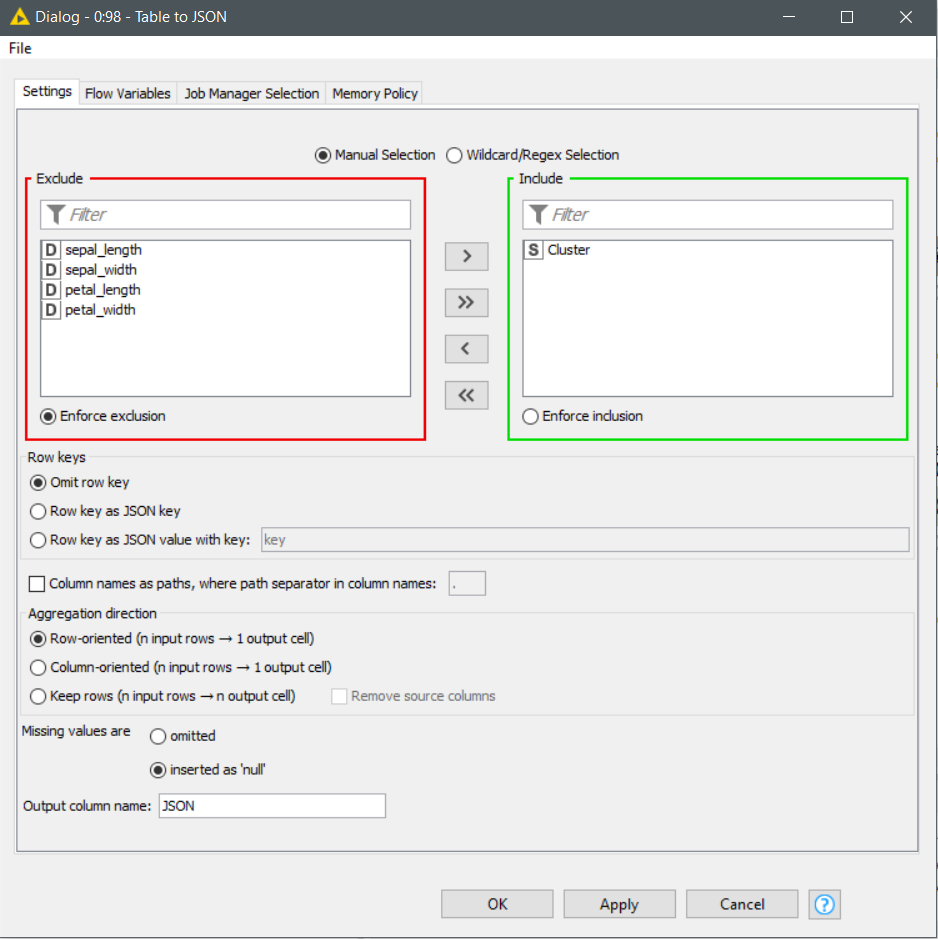 Dialog - 0:98 - Table to JSON
File
Settings Flow Variables Job Manager Selection Memory Policy
Manual Selection Wildcard/Regex Selection
Exclude
Filter
D sepal_length
D sepal_width
D petal_length
D petal_width
Enforce exclusion
>
>>
<
<<
Include
Filter
S Cluster
Enforce inclusion
Row keys
Omit row key
Row key as JSON key
Row key as JSON value with key: key
Column names as paths, where path separator in column names: .
Aggregation direction
Row-oriented (n input rows → 1 output cell)
Column-oriented (n input rows → 1 output cell)
Keep rows (n input rows → n output cell) Remove source columns
Missing values are
omitted
inserted as 'null'
Output column name: JSON
OK Apply Cancel ?